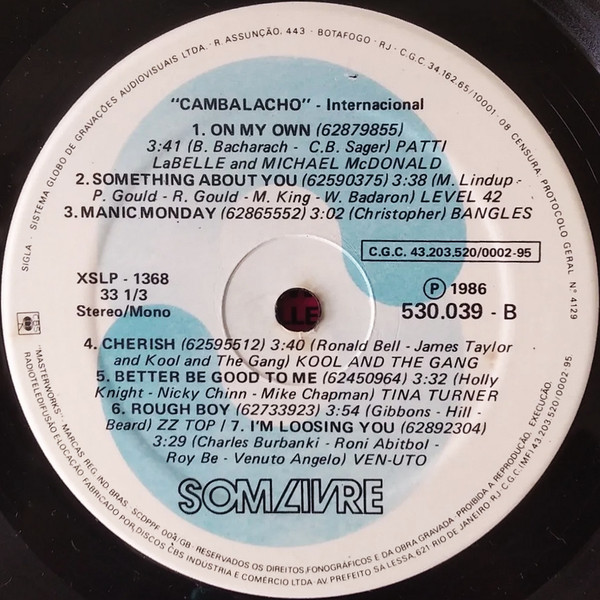 SIGLA · SISTEMA GLOBO DE GRAVAÇÕES AUDIOVISUAIS LTDA. · R. ASSUNÇÃO, 443 · BOTAFOGO · RJ · C.G.C. 34.162.65/10001 - 08 CENSURA: PROTOCOLO GERAL N.º 4129
"CAMBALACHO" - Internacional
1. ON MY OWN (62879855)
3:41 (B. Bacharach - C.B. Sager) PATTI
LaBELLE and MICHAEL McDONALD
2. SOMETHING ABOUT YOU (62590375) 3:38 (M. Lindup -
P. Gould - R. Gould - M. King - W. Badaron) LEVEL 42
3. MANIC MONDAY (62865552) 3:02 (Christopher) BANGLES
C.G.C. 43.203.520/0002-95
XSLP - 1368
33 1/3
Stereo/Mono
Ⓟ 1986
530.039 - B
4. CHERISH (62595512) 3:40 (Ronald Bell - James Taylor
and Kool and The Gang) KOOL AND THE GANG
5. BETTER BE GOOD TO ME (62450964) 3:32 (Holly
Knight - Nicky Chinn - Mike Chapman) TINA TURNER
6. ROUGH BOY (62733923) 3:54 (Gibbons - Hill -
Beard) ZZ TOP / 7. I'M LOOSING YOU (62892304)
3:29 (Charles Burbanki - Roni Abitbol -
Roy Be - Venuto Angelo) VEN-UTO
SOM LIVRE
"MASTERWORKS". MARCAS REG. IND. BRAS. SCDPPF 004/GB · RESERVADOS OS DIREITOS FONOGRÁFICOS E DA OBRA GRAVADA · PROIBIDA A REPRODUÇÃO, EXECUÇÃO,
RADIOTELEDIFUSÃO E LOCAÇÃO FABRICADO POR DISCOS CBS INDUSTRIA E COMÉRCIO LTDA · AV. PREFEITO SÁ LESSA, 621 RIO DE JANEIRO RJ C.G.C/MF) 43.203.520/0002 95